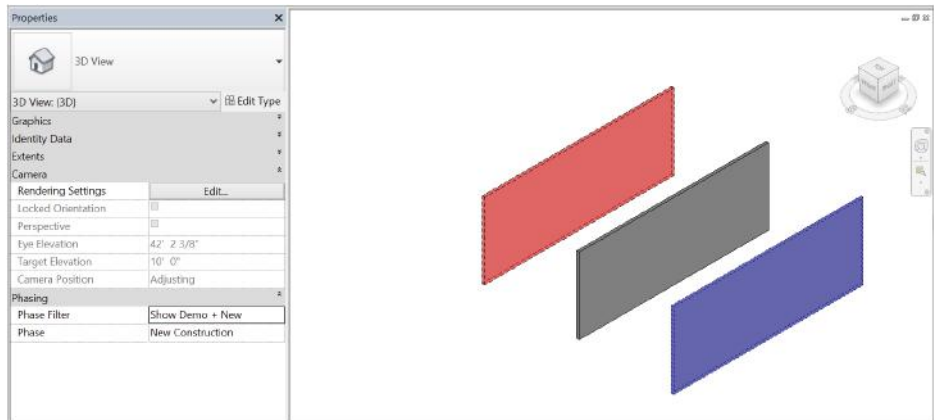 Properties
3D View
3D View: {3D}
Edit Type
Graphics
Identity Data
Extents
Camera
Rendering Settings Edit...
Locked Orientation
Perspective
Eye Elevation 42' 2 3/8"
Target Elevation 10' 0"
Camera Position Adjusting
Phasing
Phase Filter Show Demo + New
Phase New Construction